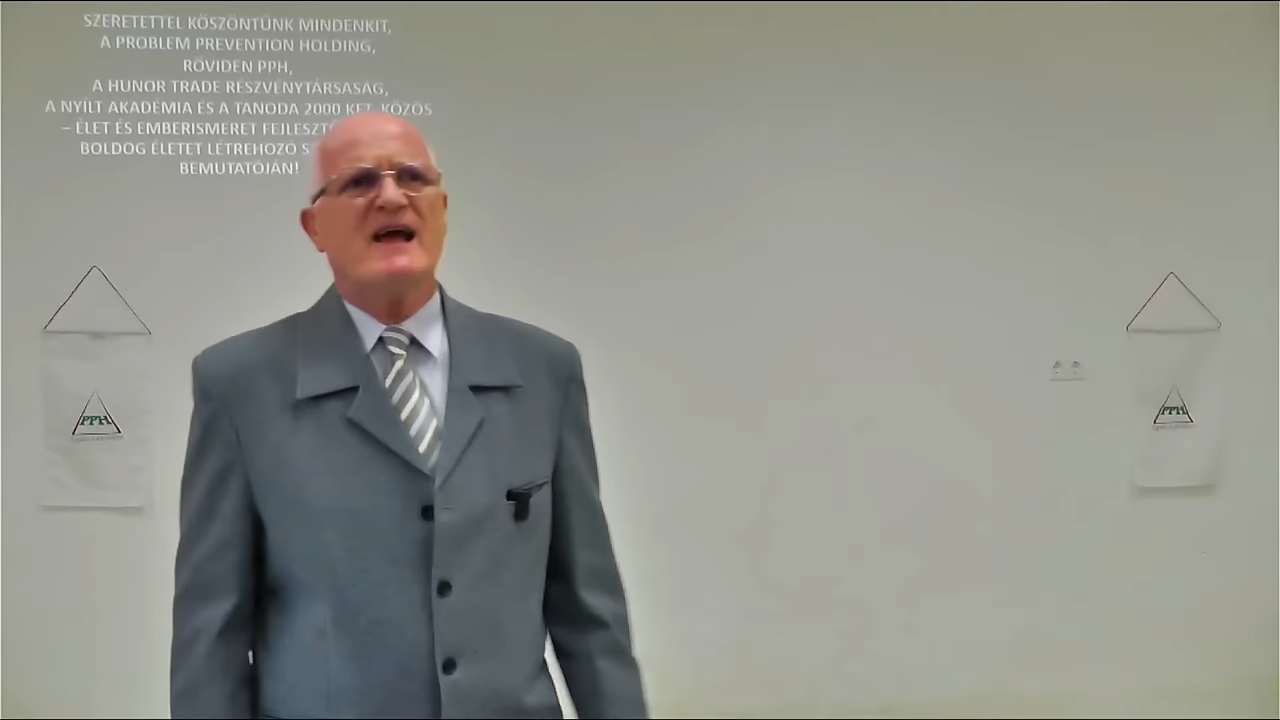 SZERETETTEL KÖSZÖNTÜNK MINDENKIT,
A PROBLEM PREVENTION HOLDING,
RÖVIDEN PPH,
A HUNOR TRADE RÉSZVÉNYTÁRSASÁG,
A NYÍLT AKADÉMIA ÉS A TANODA 2000 KFT. KÖZÖS
– ÉLET ÉS EMBERISMERET
BOLDOG ÉLETET LÉTREHOZÓ
BEMUTATÓJÁN!
PPH
PPH